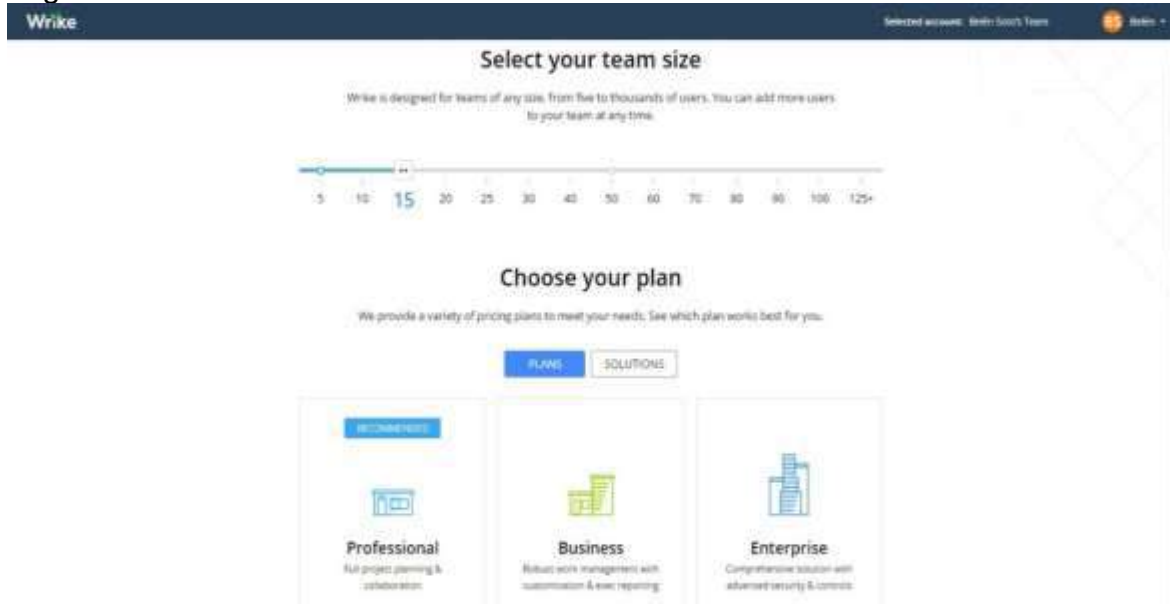 Wrike
Selected account: Belén Team
Belén
Select your team size
Wrike is designed for teams of any size, from five to thousands of users. You can add more users
to your team at any time.
5 10 15 20 25 30 40 50 60 70 80 90 100 125+
Choose your plan
We provide a variety of pricing plans to meet your needs. See which plan works best for you.
PLANS SOLUTIONS
RECOMMENDED
Professional
Full project planning &
collaboration
Business
Robust work management with
customization & exec reporting
Enterprise
Comprehensive solution with
advanced security & controls